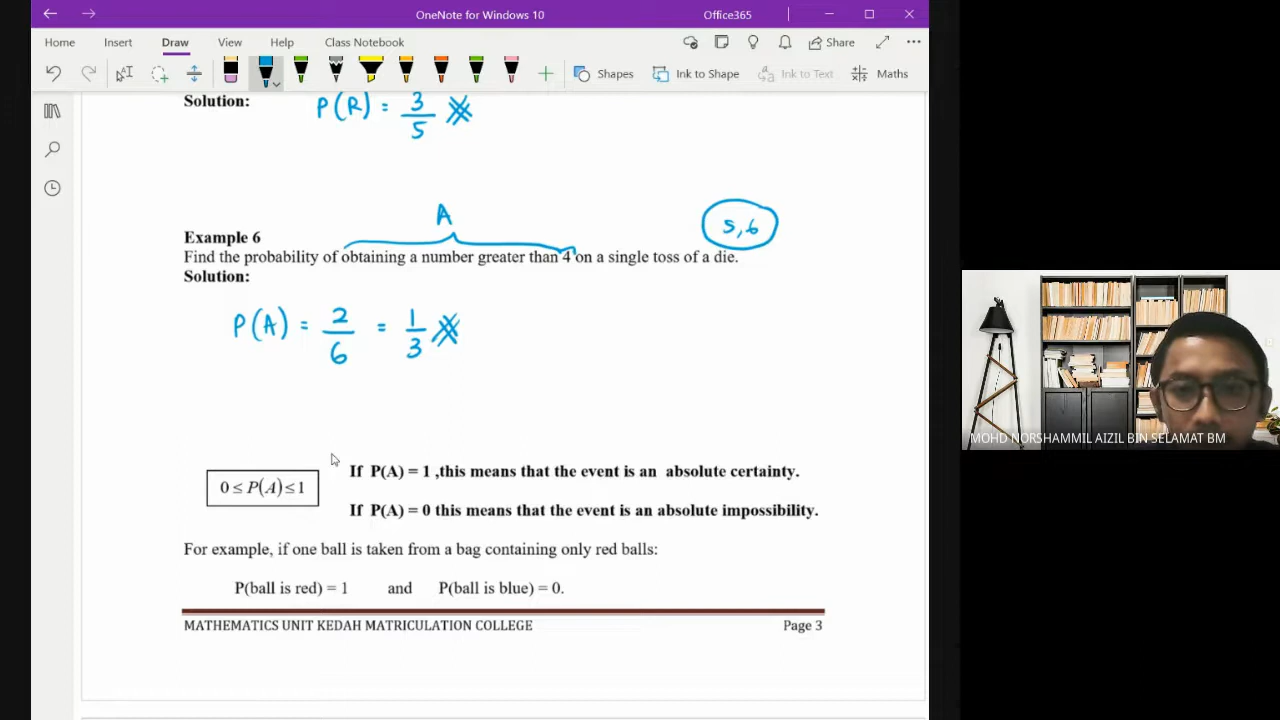 OneNote for Windows 10
Office365
Home Insert Draw View Help Class Notebook Share
Shapes Ink to Shape Ink to Text Maths
Solution: P(R) = 3/5
A
5,6
Example 6
Find the probability of obtaining a number greater than 4 on a single toss of a die.
Solution:
P(A) = 2/6 = 1/3
If P(A) = 1 ,this means that the event is an absolute certainty.
0 ≤ P(A) ≤ 1
If P(A) = 0 this means that the event is an absolute impossibility.
For example, if one ball is taken from a bag containing only red balls:
P(ball is red) = 1 and P(ball is blue) = 0.
MATHEMATICS UNIT KEDAH MATRICULATION COLLEGE Page 3
MOHD NORSHAMMIL AIZIL BIN SELAMAT BM